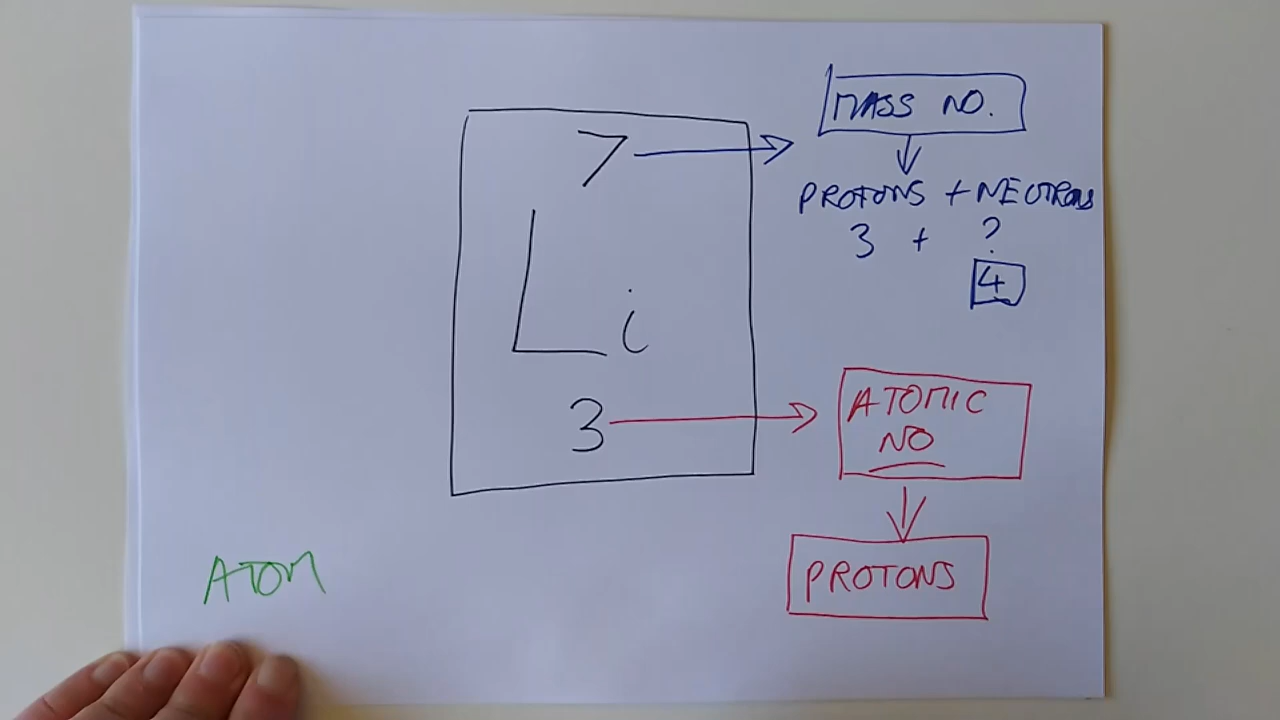 7
Li
3
MASS NO.
PROTONS + NEUTRONS
3 + ?
4
ATOMIC
NO
PROTONS
ATOM